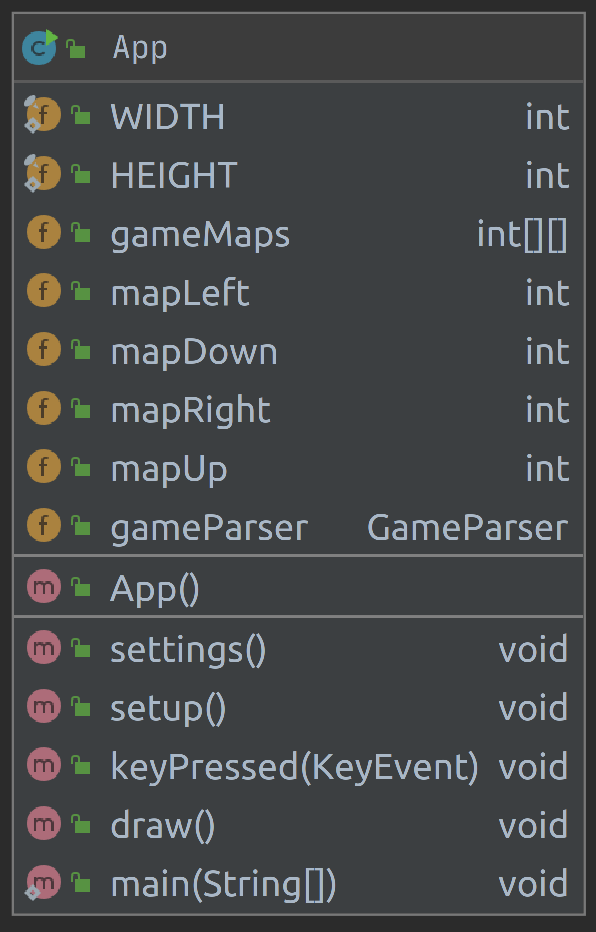 App
WIDTH int
HEIGHT int
gameMaps int[][]
mapLeft int
mapDown int
mapRight int
mapUp int
gameParser GameParser
App()
settings() void
setup() void
keyPressed(KeyEvent) void
draw() void
main(String[]) void